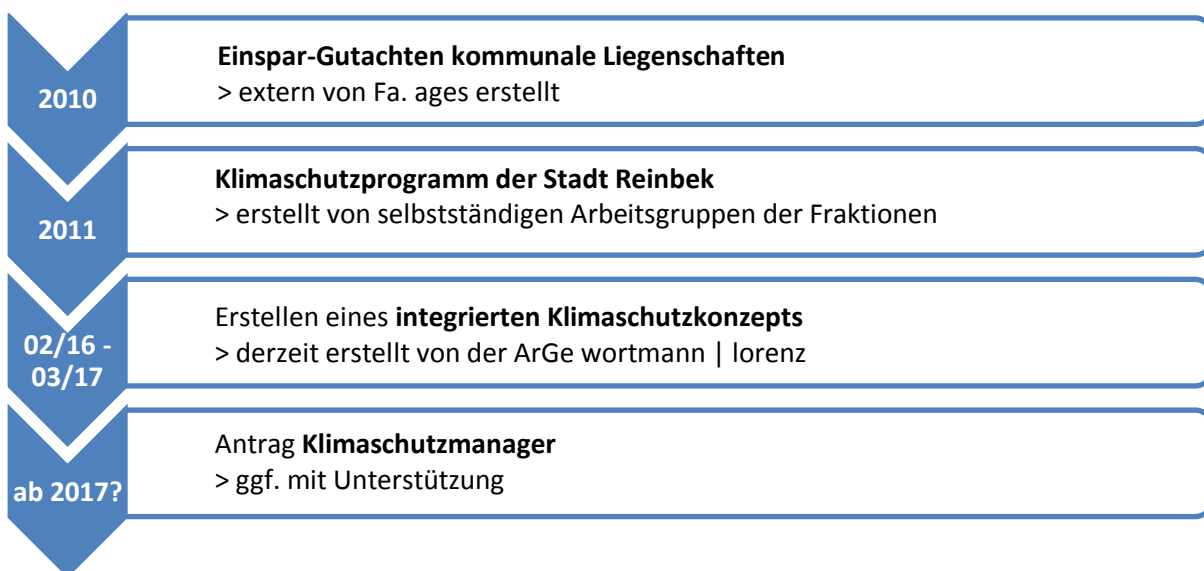 2010
Einspar-Gutachten kommunale Liegenschaften
> extern von Fa. ages erstellt
2011
Klimaschutzprogramm der Stadt Reinbek
> erstellt von selbstständigen Arbeitsgruppen der Fraktionen
02/16 -
03/17
Erstellen eines integrierten Klimaschutzkonzepts
> derzeit erstellt von der ArGe wortmann | lorenz
ab 2017?
Antrag Klimaschutzmanager
> ggf. mit Unterstützung